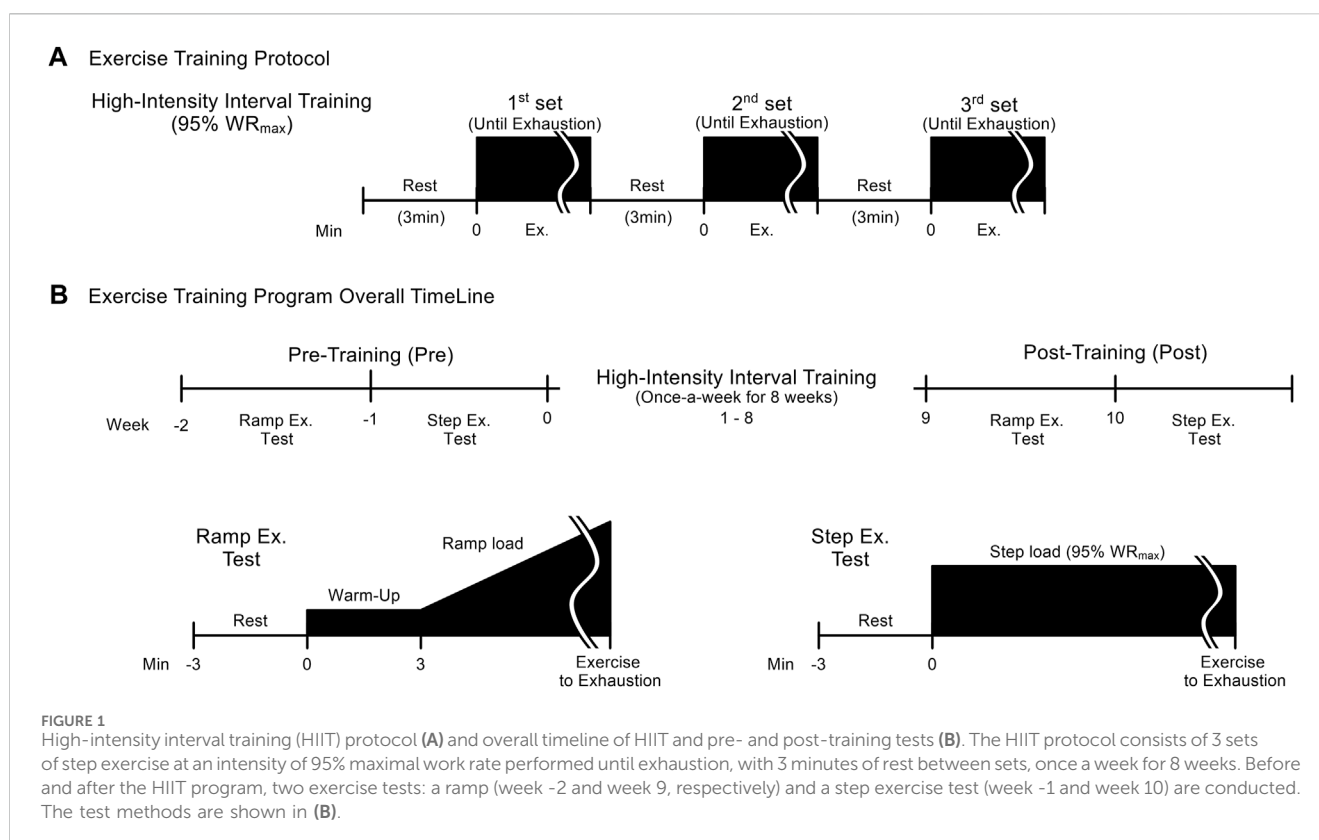 A Exercise Training Protocol
High-Intensity Interval Training
(95% WRmax)
1st set
(Until Exhaustion)
2nd set
(Until Exhaustion)
3rd set
(Until Exhaustion)
Rest
(3min)
Rest
(3min)
Rest
(3min)
Min
0
Ex.
0
Ex.
0
Ex.
B Exercise Training Program Overall TimeLine
Pre-Training (Pre)
High-Intensity Interval Training
(Once-a-week for 8 weeks)
1 - 8
Post-Training (Post)
Week
-2
Ramp Ex.
Test
-1
Step Ex.
Test
0
9
Ramp Ex.
Test
10
Step Ex.
Test
Ramp Ex.
Test
Ramp load
Warm-Up
Rest
Min
-3
0
3
Exercise
to Exhaustion
Step Ex.
Test
Step load (95% WRmax)
Rest
Min
-3
0
Exercise
to Exhaustion
FIGURE 1
High-intensity interval training (HIIT) protocol (A) and overall timeline of HIIT and pre- and post-training tests (B). The HIIT protocol consists of 3 sets
of step exercise at an intensity of 95% maximal work rate performed until exhaustion, with 3 minutes of rest between sets, once a week for 8 weeks. Before
and after the HIIT program, two exercise tests: a ramp (week -2 and week 9, respectively) and a step exercise test (week -1 and week 10) are conducted.
The test methods are shown in (B).